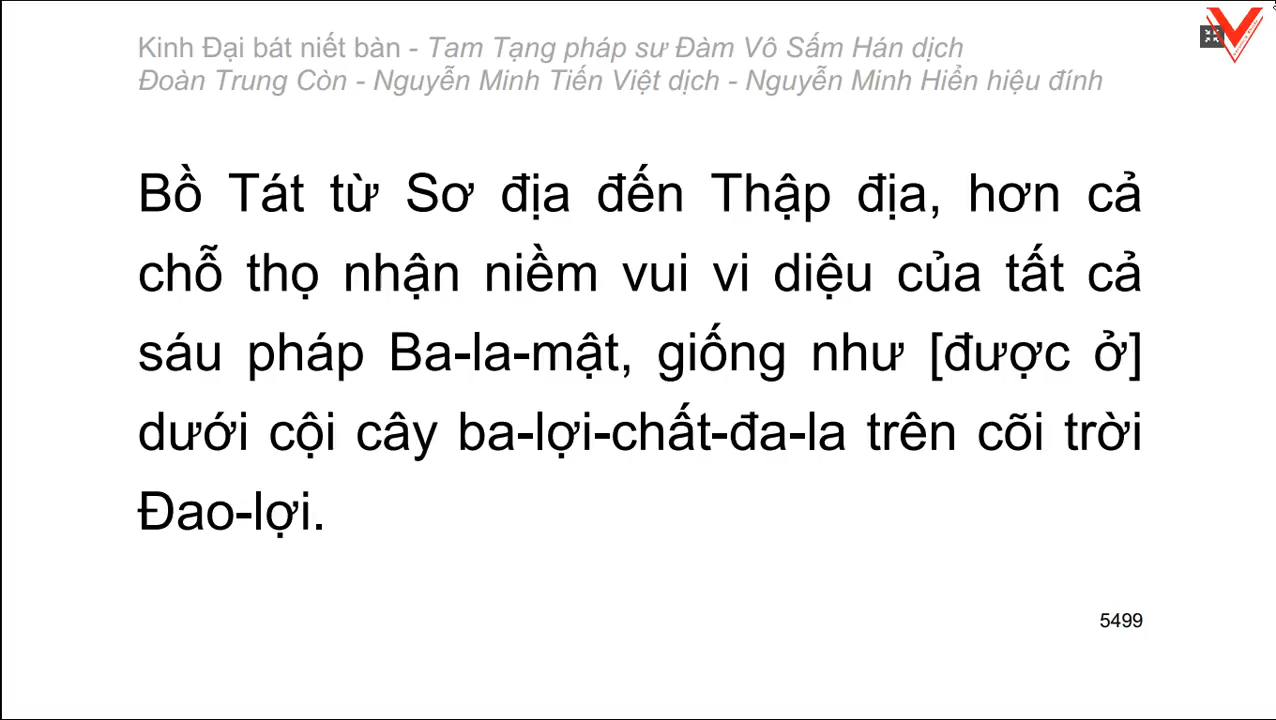 Kinh Đại bát niết bàn - Tam Tạng pháp sư Đàm Vô Sấm Hán dịch
Đoàn Trung Còn - Nguyễn Minh Tiến Việt dịch - Nguyễn Minh Hiển hiệu đính
Bồ Tát từ Sơ địa đến Thập địa, hơn cả
chỗ thọ nhận niềm vui vi diệu của tất cả
sáu pháp Ba-la-mật, giống như [được ở]
dưới cội cây ba-lợi-chất-đa-la trên cõi trời
Đao-lợi.
5499